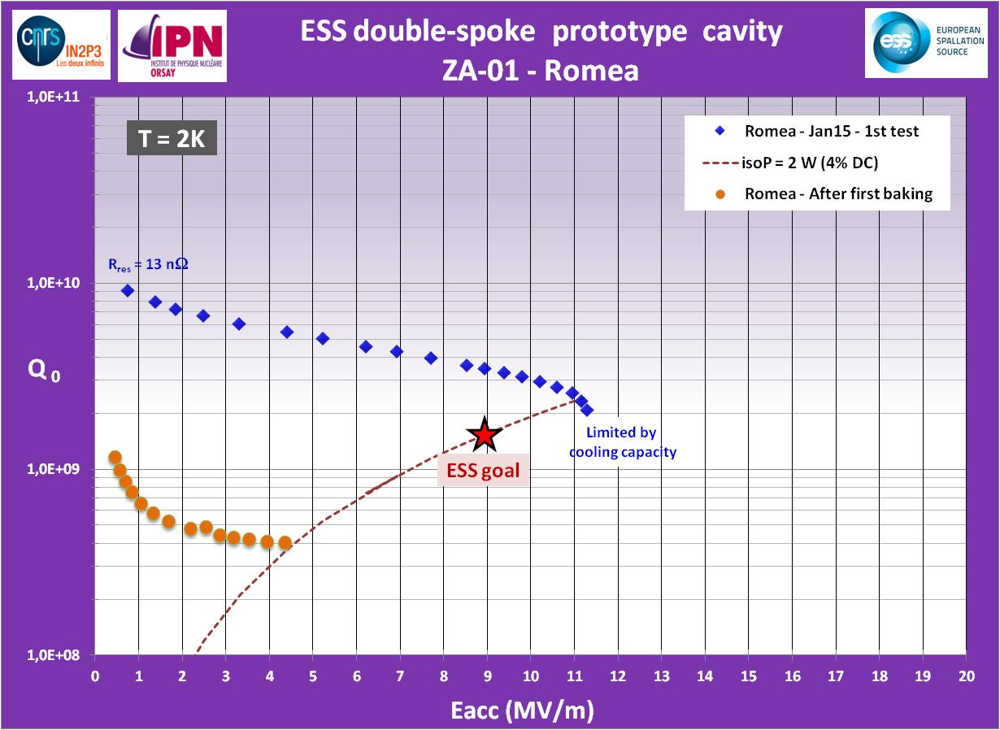 cnrs
IN2P3
Les deux infinis
IPN
INSTITUT DE PHYSIQUE NUCLÉAIRE
ORSAY
ESS double-spoke prototype cavity
ZA-01 - Romea
ess
EUROPEAN
SPALLATION
SOURCE
1,0E+11
T = 2K
Romea - Jan15 - 1st test
isoP = 2 W (4% DC)
Romea - After first baking
Rres = 13 nΩ
1,0E+10
Q0
Limited by
cooling capacity
ESS goal
1,0E+09
1,0E+08
0 1 2 3 4 5 6 7 8 9 10 11 12 13 14 15 16 17 18 19 20
Eacc (MV/m)